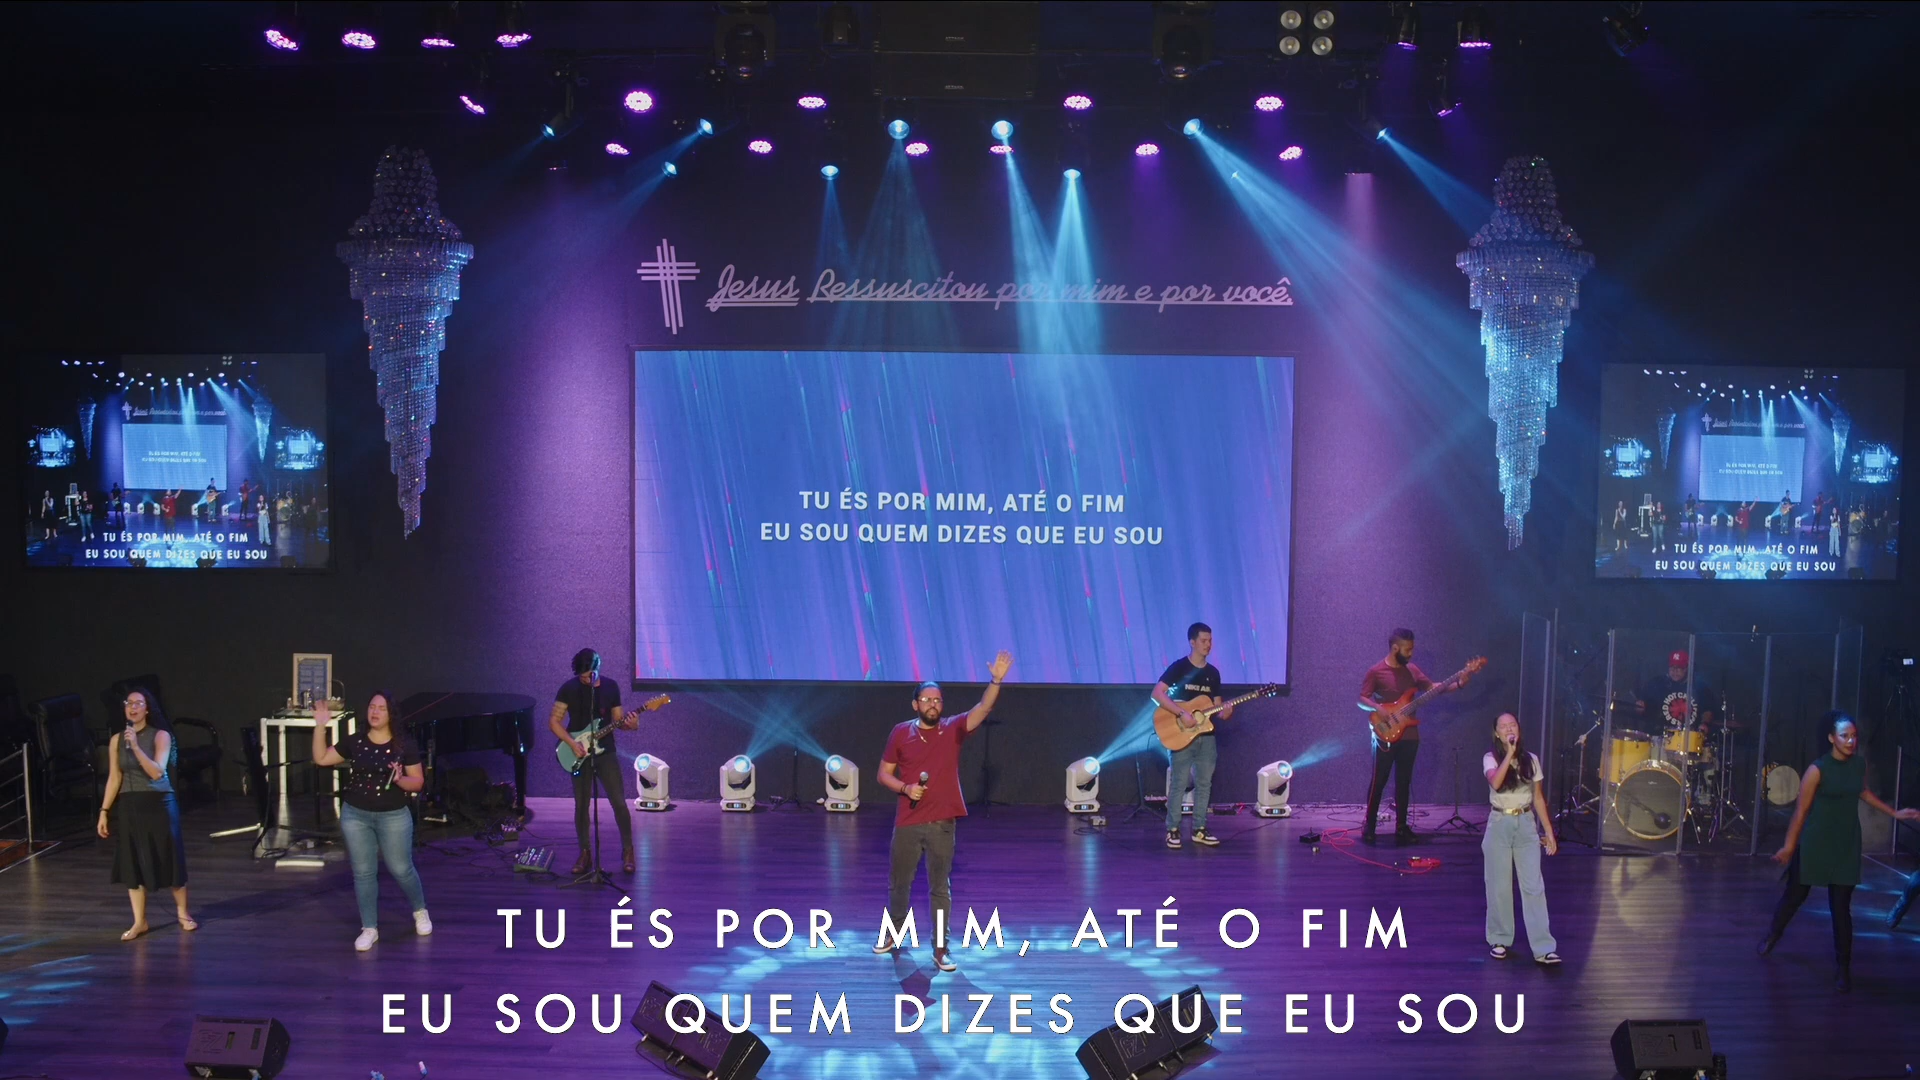 Jesus Ressuscitou por mim e por você.
TU ÉS POR MIM, ATÉ O FIM
EU SOU QUEM DIZES QUE EU SOU
TU ÉS POR MIM, ATÉ O FIM
EU SOU QUEM DIZES QUE EU SOU
TU ÉS POR MIM, ATÉ O FIM
EU SOU QUEM DIZES QUE EU SOU
TU ÉS POR MIM, ATÉ O FIM
EU SOU QUEM DIZES QUE EU SOU